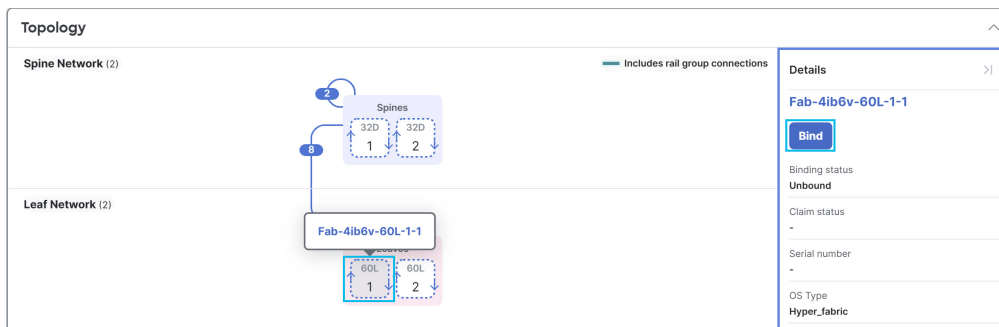 Topology
Spine Network (2)
Includes rail group connections
2
Spines
32D 32D
1 2
8
Leaf Network (2)
Fab-4ib6v-60L-1-1
Leaves
60L 60L
1 2
Details
Fab-4ib6v-60L-1-1
Bind
Binding status
Unbound
Claim status
-
Serial number
-
OS Type
Hyper_fabric